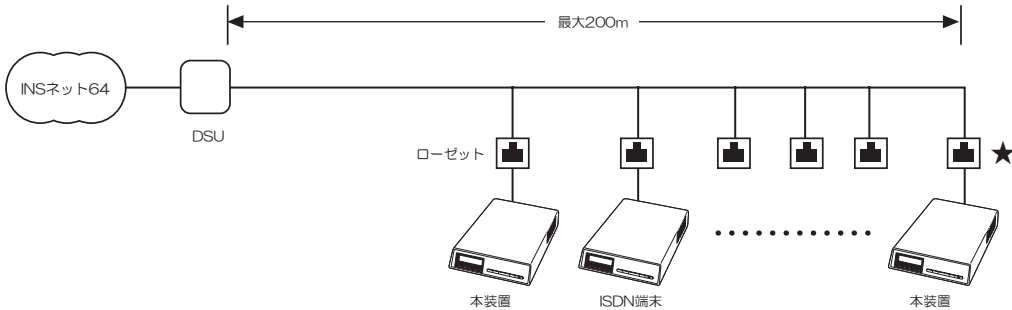 最大200m
INSネット64
DSU
ローゼット
★
本装置
ISDN端末
本装置